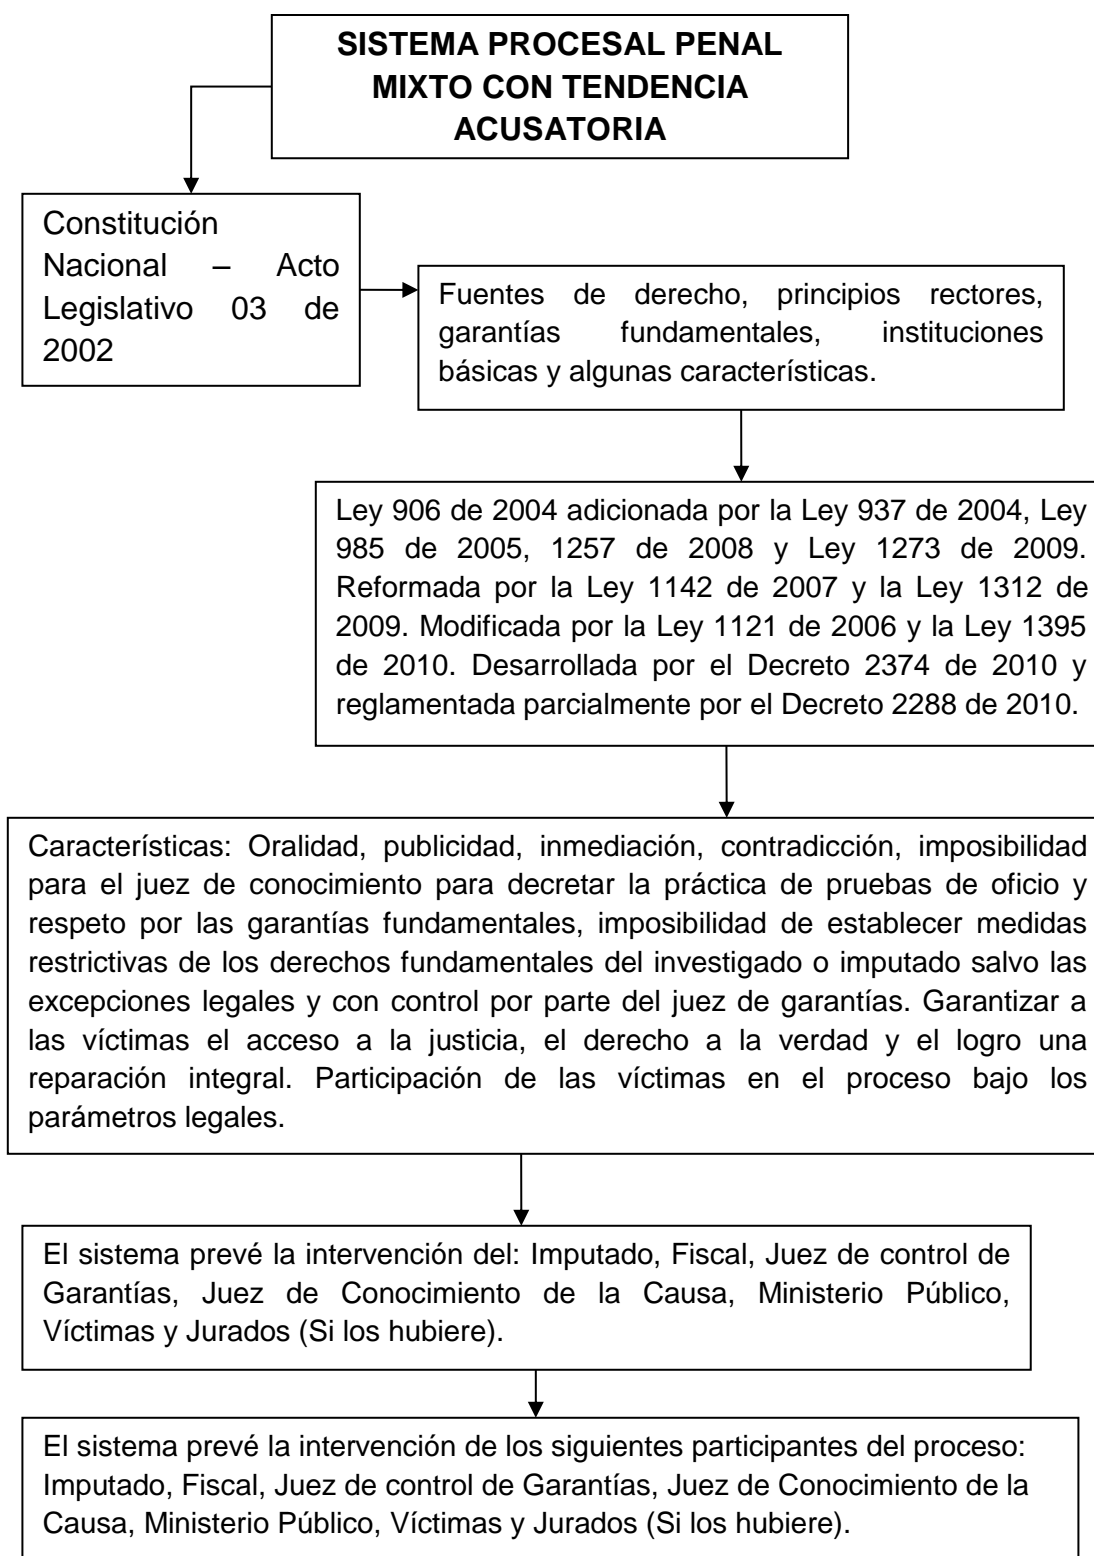 SISTEMA PROCESAL PENAL
MIXTO CON TENDENCIA
ACUSATORIA
Constitución
Nacional – Acto
Legislativo 03 de
2002
Fuentes de derecho, principios rectores,
garantías fundamentales, instituciones
básicas y algunas características.
Ley 906 de 2004 adicionada por la Ley 937 de 2004, Ley
985 de 2005, 1257 de 2008 y Ley 1273 de 2009.
Reformada por la Ley 1142 de 2007 y la Ley 1312 de
2009. Modificada por la Ley 1121 de 2006 y la Ley 1395
de 2010. Desarrollada por el Decreto 2374 de 2010 y
reglamentada parcialmente por el Decreto 2288 de 2010.
Características: Oralidad, publicidad, inmediación, contradicción, imposibilidad
para el juez de conocimiento para decretar la práctica de pruebas de oficio y
respeto por las garantías fundamentales, imposibilidad de establecer medidas
restrictivas de los derechos fundamentales del investigado o imputado salvo las
excepciones legales y con control por parte del juez de garantías. Garantizar a
las víctimas el acceso a la justicia, el derecho a la verdad y el logro una
reparación integral. Participación de las víctimas en el proceso bajo los
parámetros legales.
El sistema prevé la intervención del: Imputado, Fiscal, Juez de control de
Garantías, Juez de Conocimiento de la Causa, Ministerio Público,
Víctimas y Jurados (Si los hubiere).
El sistema prevé la intervención de los siguientes participantes del proceso:
Imputado, Fiscal, Juez de control de Garantías, Juez de Conocimiento de la
Causa, Ministerio Público, Víctimas y Jurados (Si los hubiere).